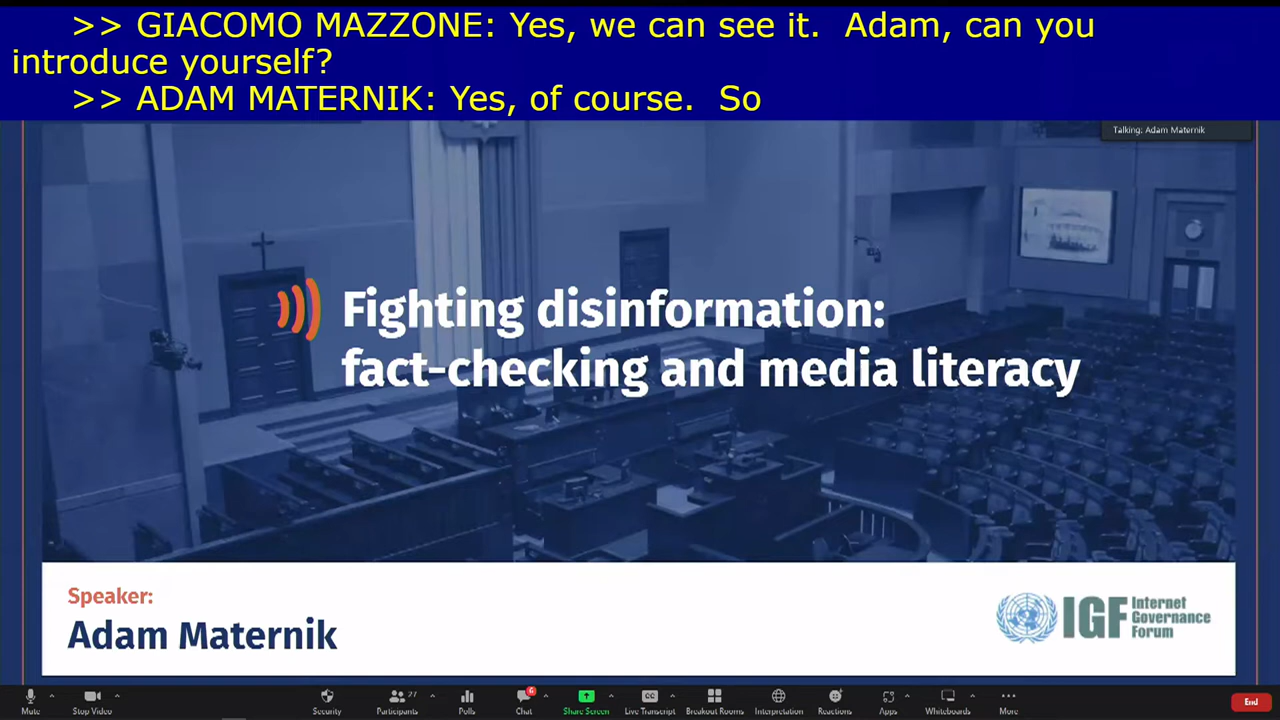 >> GIACOMO MAZZONE: Yes, we can see it. Adam, can you
introduce yourself?
>> ADAM MATERNIK: Yes, of course. So
Talking: Adam Maternik
Fighting disinformation:
fact-checking and media literacy
Speaker:
Adam Maternik
IGF Internet
Governance
Forum
Mute
Stop Video
Security
Participants
27
Polls
Chat
6
Share Screen
Live Transcript
Breakout Rooms
Interpretation
Reactions
Apps
Whiteboards
More
End